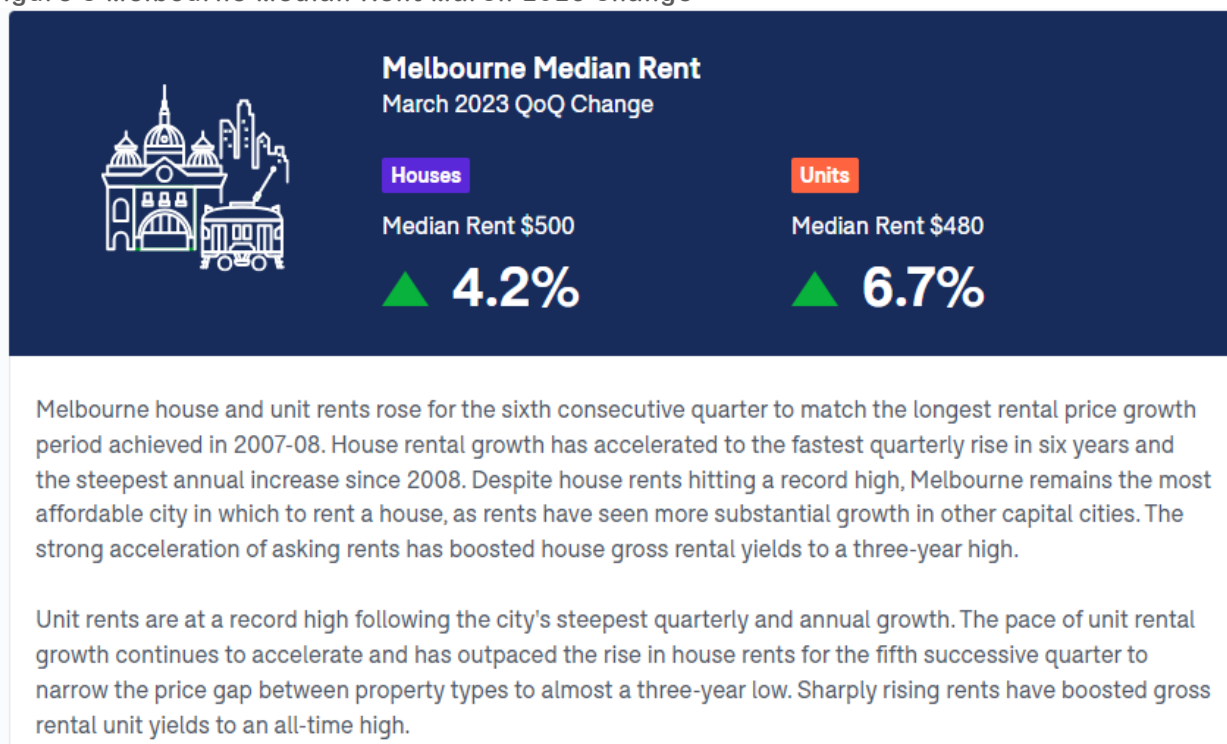 Melbourne Median Rent March 2023 Change
Melbourne Median Rent
March 2023 QoQ Change
Houses
Units
Median Rent $500
Median Rent $480
4.2%
6.7%
Melbourne house and unit rents rose for the sixth consecutive quarter to match the longest rental price growth
period achieved in 2007-08. House rental growth has accelerated to the fastest quarterly rise in six years and
the steepest annual increase since 2008. Despite house rents hitting a record high, Melbourne remains the most
affordable city in which to rent a house, as rents have seen more substantial growth in other capital cities. The
strong acceleration of asking rents has boosted house gross rental yields to a three-year high.
Unit rents are at a record high following the city's steepest quarterly and annual growth. The pace of unit rental
growth continues to accelerate and has outpaced the rise in house rents for the fifth successive quarter to
narrow the price gap between property types to almost a three-year low. Sharply rising rents have boosted gross
rental unit yields to an all-time high.